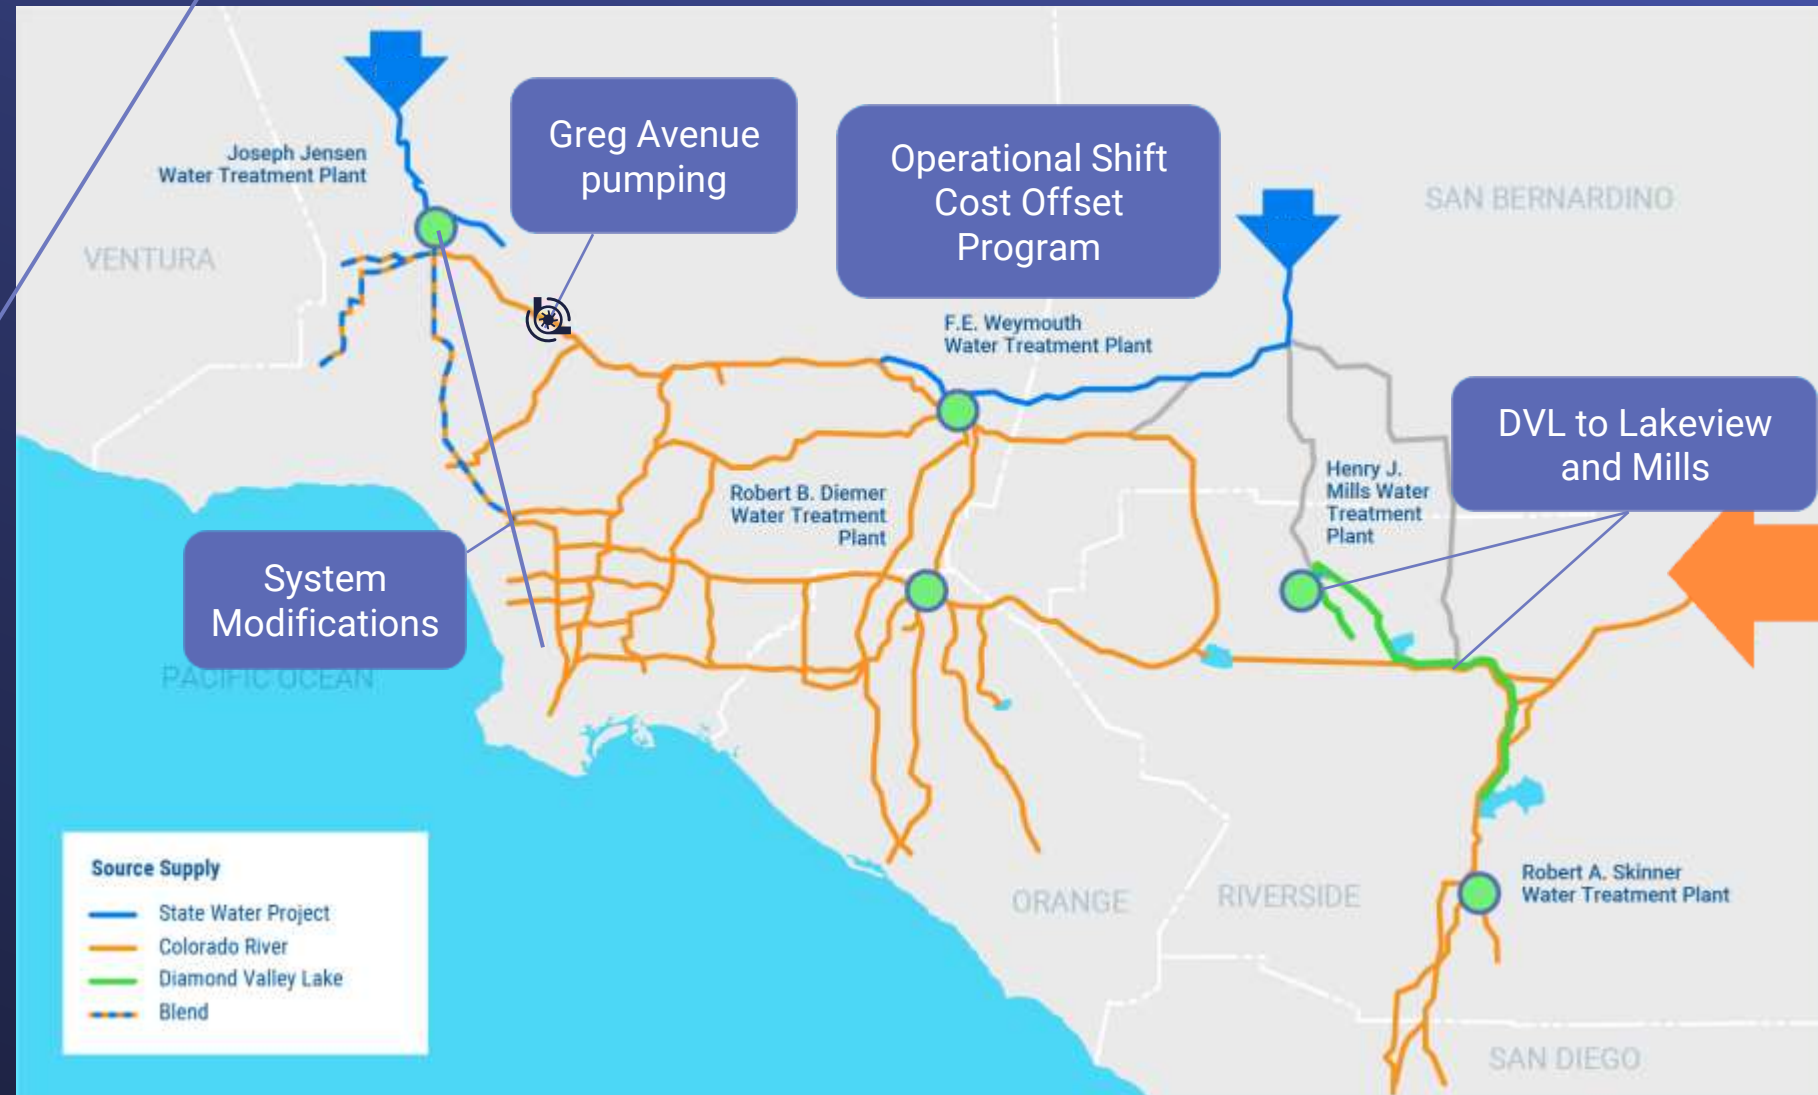 Greg Avenue
pumping
Operational Shift
Cost Offset
Program
Joseph Jensen
Water Treatment Plant
SAN BERNARDINO
VENTURA
F.E. Weymouth
Water Treatment Plant
DVL to Lakeview
and Mills
Henry J.
Mills Water
Treatment
Plant
Robert B. Diemer
Water Treatment
Plant
System
Modifications
PACIFIC OCEAN
Source Supply
State Water Project
Colorado River
Diamond Valley Lake
Blend
ORANGE
RIVERSIDE
Robert A. Skinner
Water Treatment Plant
SAN DIEGO